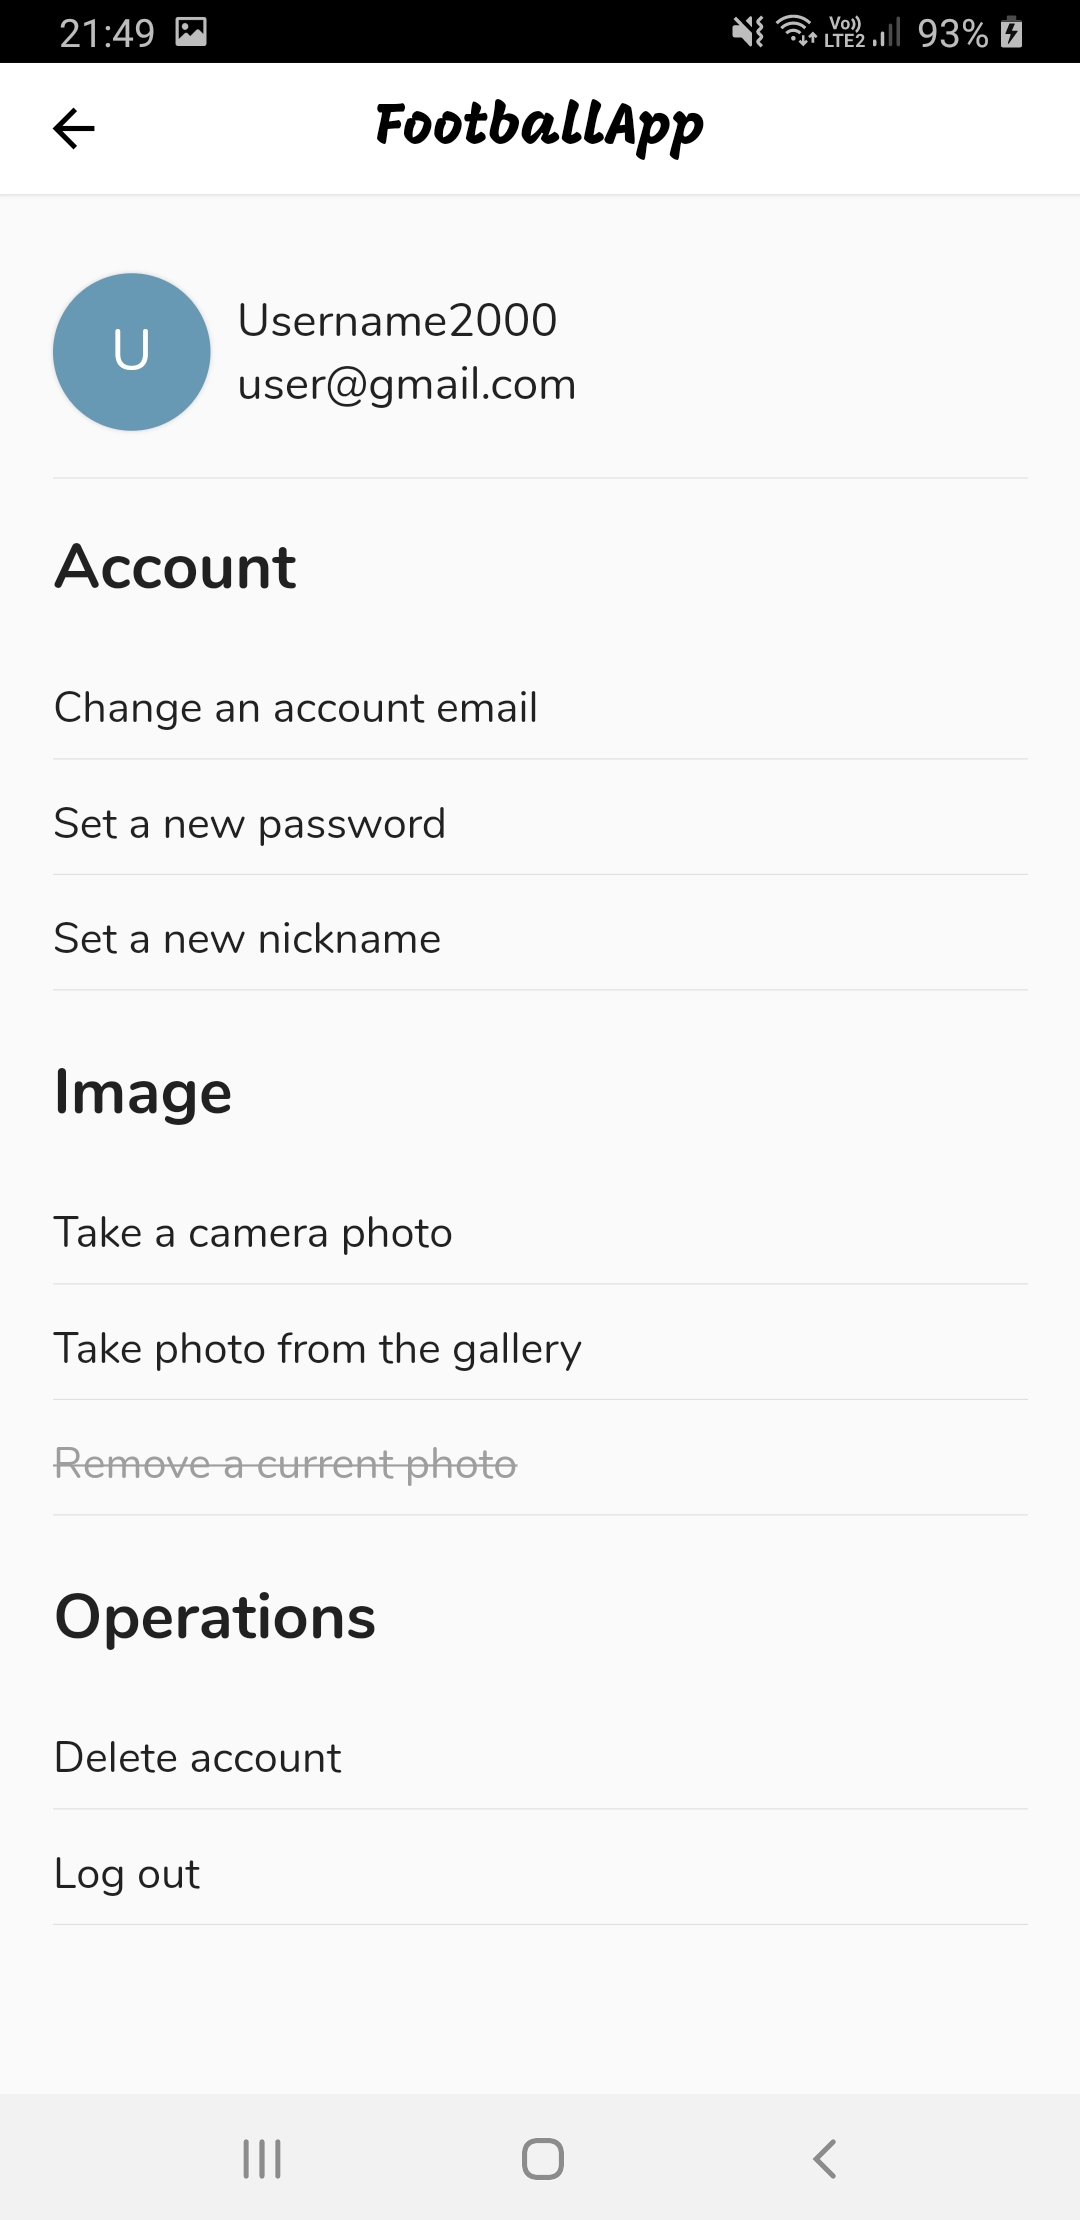 21:49 Vo)) LTE2 93%
FootballApp
U
Username2000
user@gmail.com
Account
Change an account email
Set a new password
Set a new nickname
Image
Take a camera photo
Take photo from the gallery
Remove a current photo
Operations
Delete account
Log out